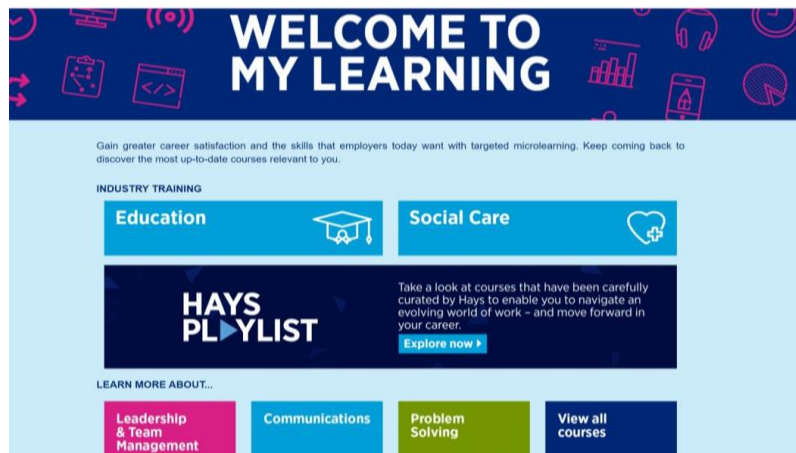 WELCOME TO
MY LEARNING
Gain greater career satisfaction and the skills that employers today want with targeted microlearning. Keep coming back to
discover the most up-to-date courses relevant to you.
INDUSTRY TRAINING
Education
Social Care
HAYS
PLAYLIST
Take a look at courses that have been carefully
curated by Hays to enable you to navigate an
evolving world of work – and move forward in
your career.
Explore now
LEARN MORE ABOUT...
Leadership
& Team
Management
Communications
Problem
Solving
View all
courses